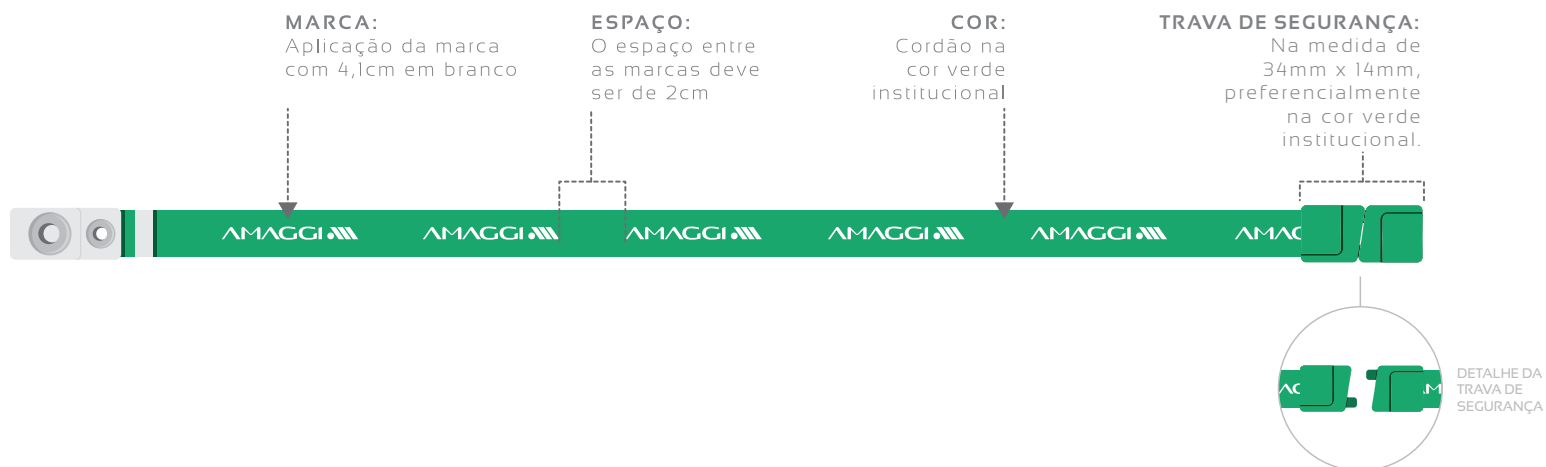 MARCA:
Aplicação da marca
com 4,1cm em branco
ESPAÇO:
O espaço entre
as marcas deve
ser de 2cm
COR:
Cordão na
cor verde
institucional
TRAVA DE SEGURANÇA:
Na medida de
34mm x 14mm,
preferencialmente
na cor verde
institucional.
AMAGGI AMAGGI AMAGGI AMAGGI AMAGGI AMAG
AG M
DETALHE DA
TRAVA DE
SEGURANÇA